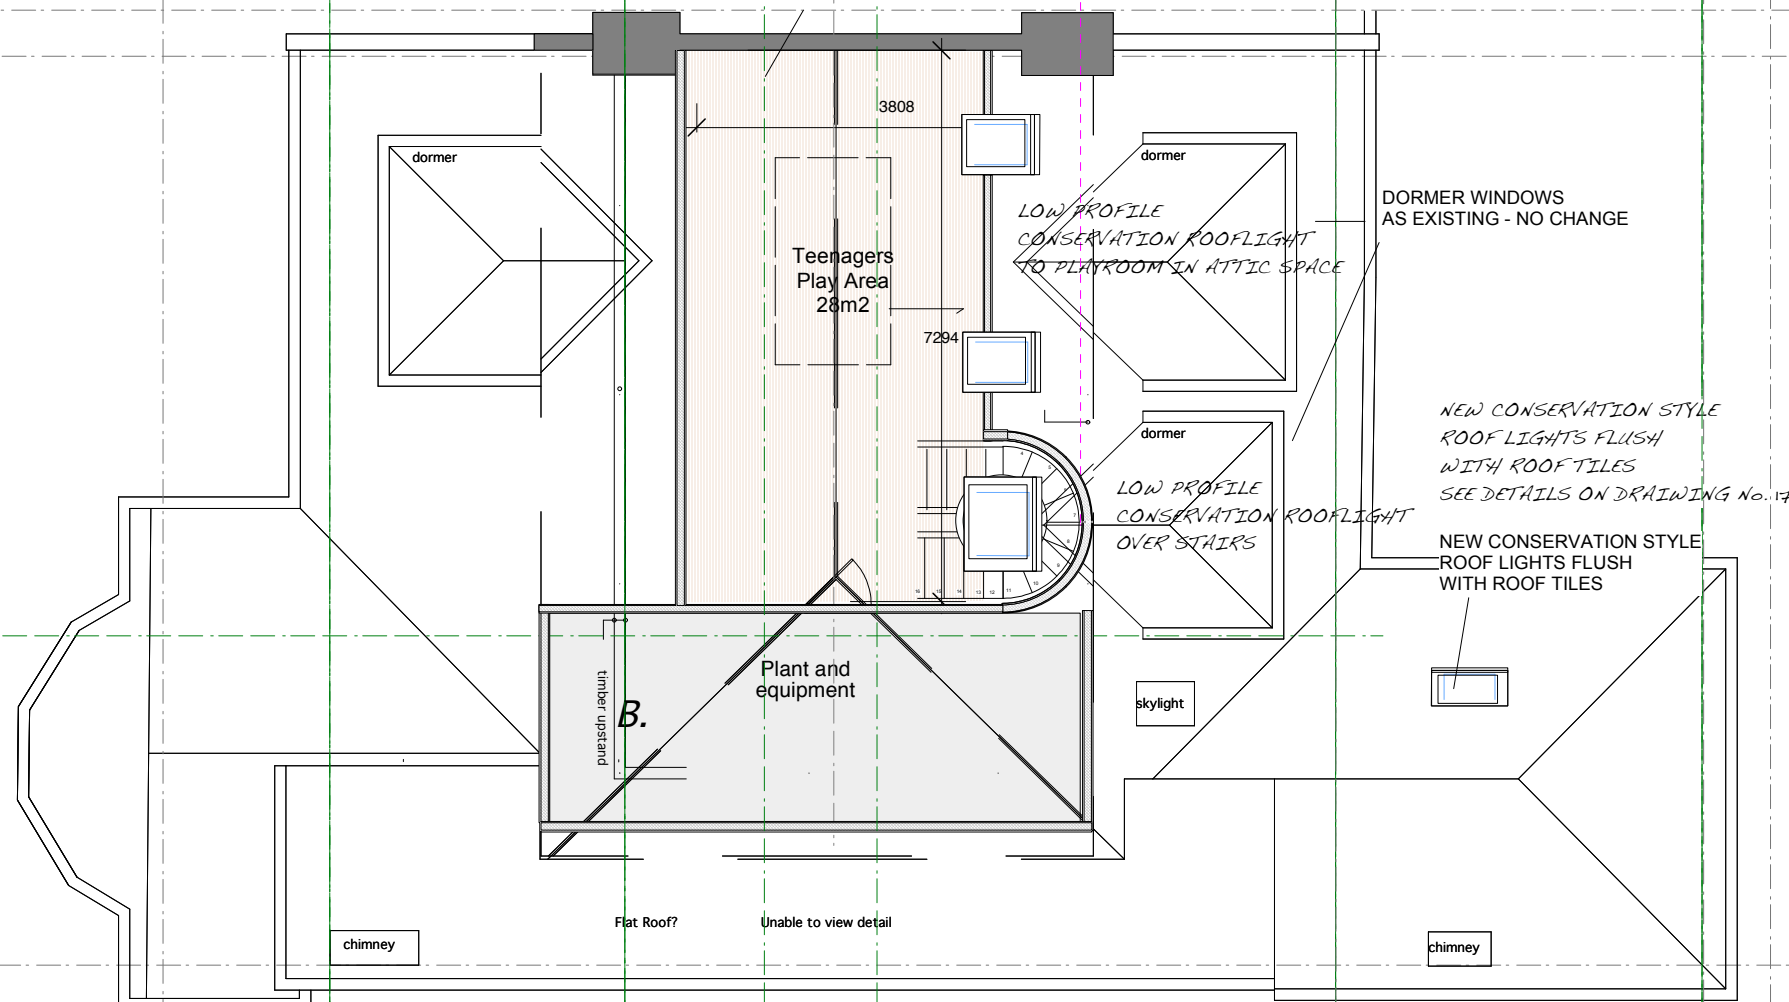 3808
dormer
dormer
DORMER WINDOWS
AS EXISTING - NO CHANGE
LOW PROFILE
CONSERVATION ROOFLIGHT
TO PLAYROOM IN ATTIC SPACE
Teenagers
Play Area
28m2
7294
dormer
NEW CONSERVATION STYLE
ROOF LIGHTS FLUSH
WITH ROOF TILES
SEE DETAILS ON DRAIWING No. 17
LOW PROFILE
CONSERVATION ROOFLIGHT
OVER STAIRS
NEW CONSERVATION STYLE
ROOF LIGHTS FLUSH
WITH ROOF TILES
Plant and
equipment
timber upstand
B.
skylight
Flat Roof?
Unable to view detail
chimney
chimney